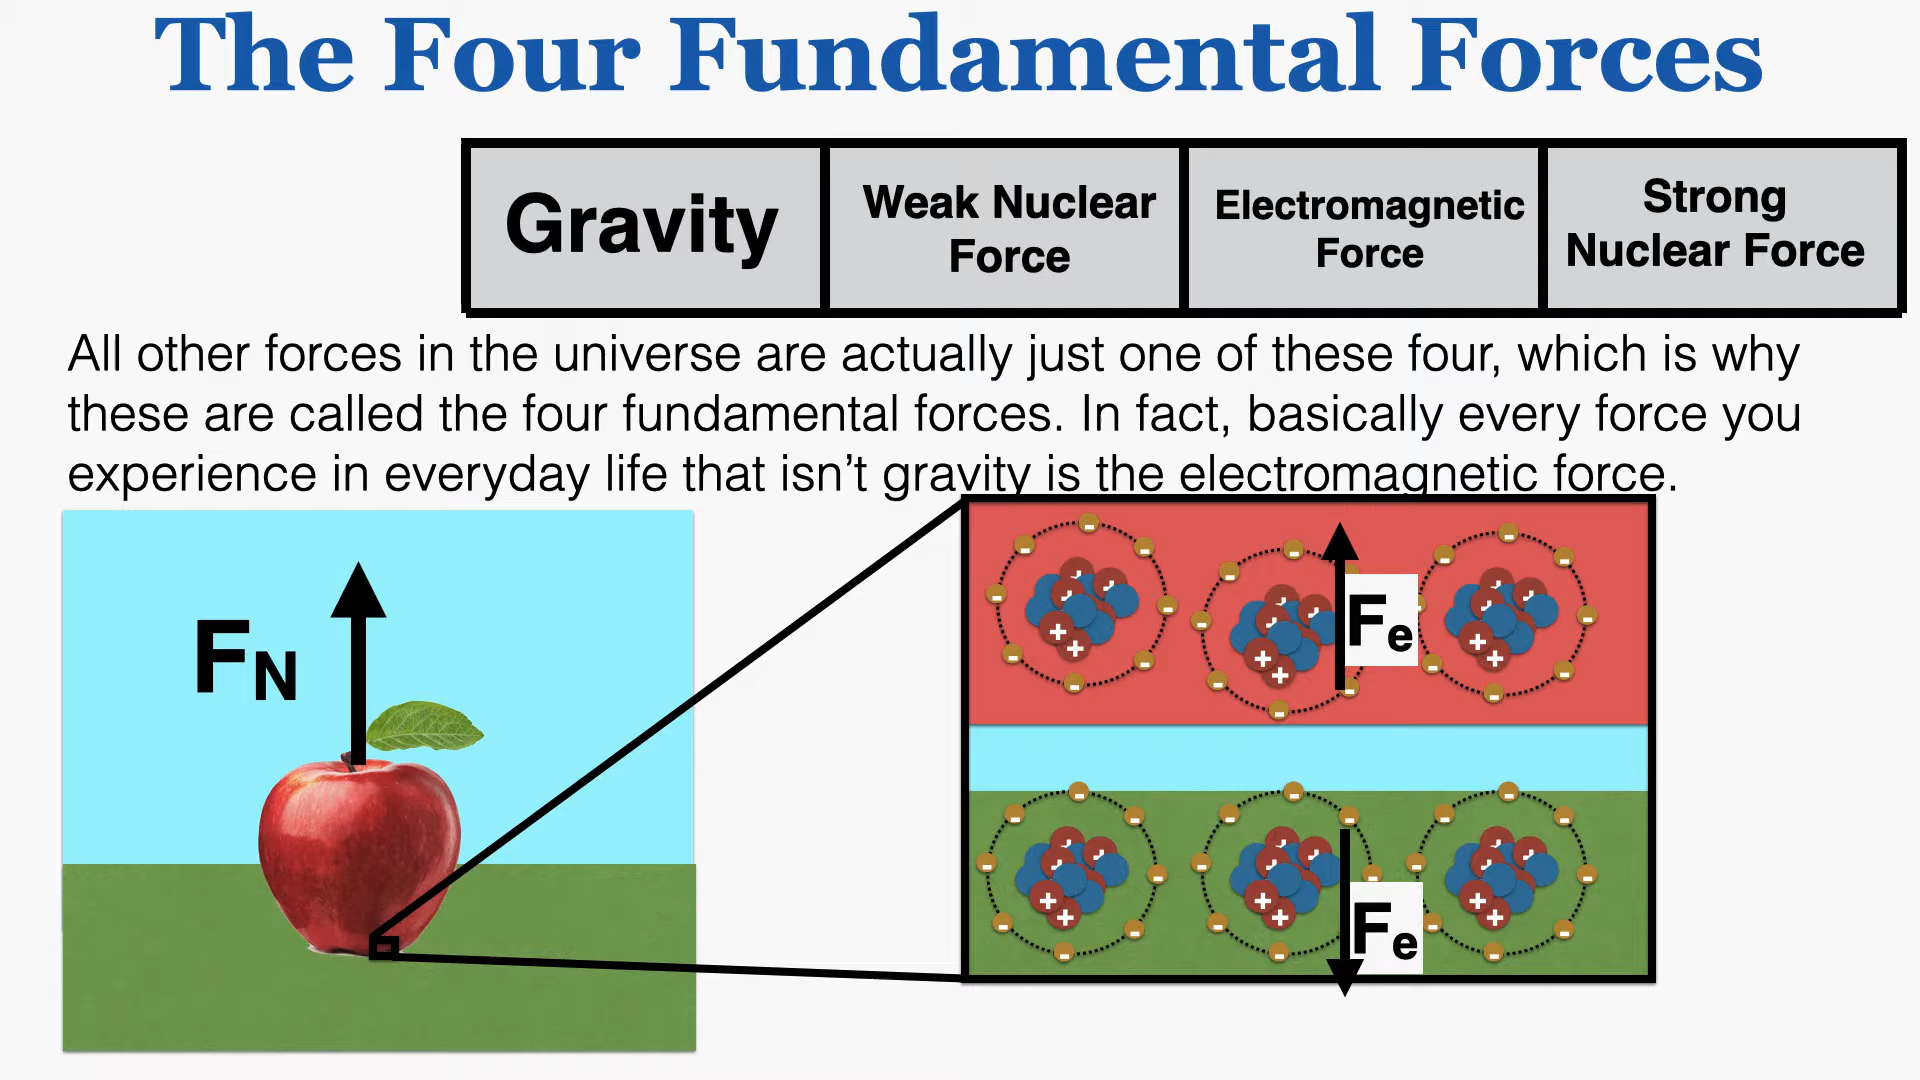 The Four Fundamental Forces
Gravity
Weak Nuclear
Force
Electromagnetic
Force
Strong
Nuclear Force
All other forces in the universe are actually just one of these four, which is why
these are called the four fundamental forces. In fact, basically every force you
experience in everyday life that isn’t gravity is the electromagnetic force.
FN
Fe
Fe